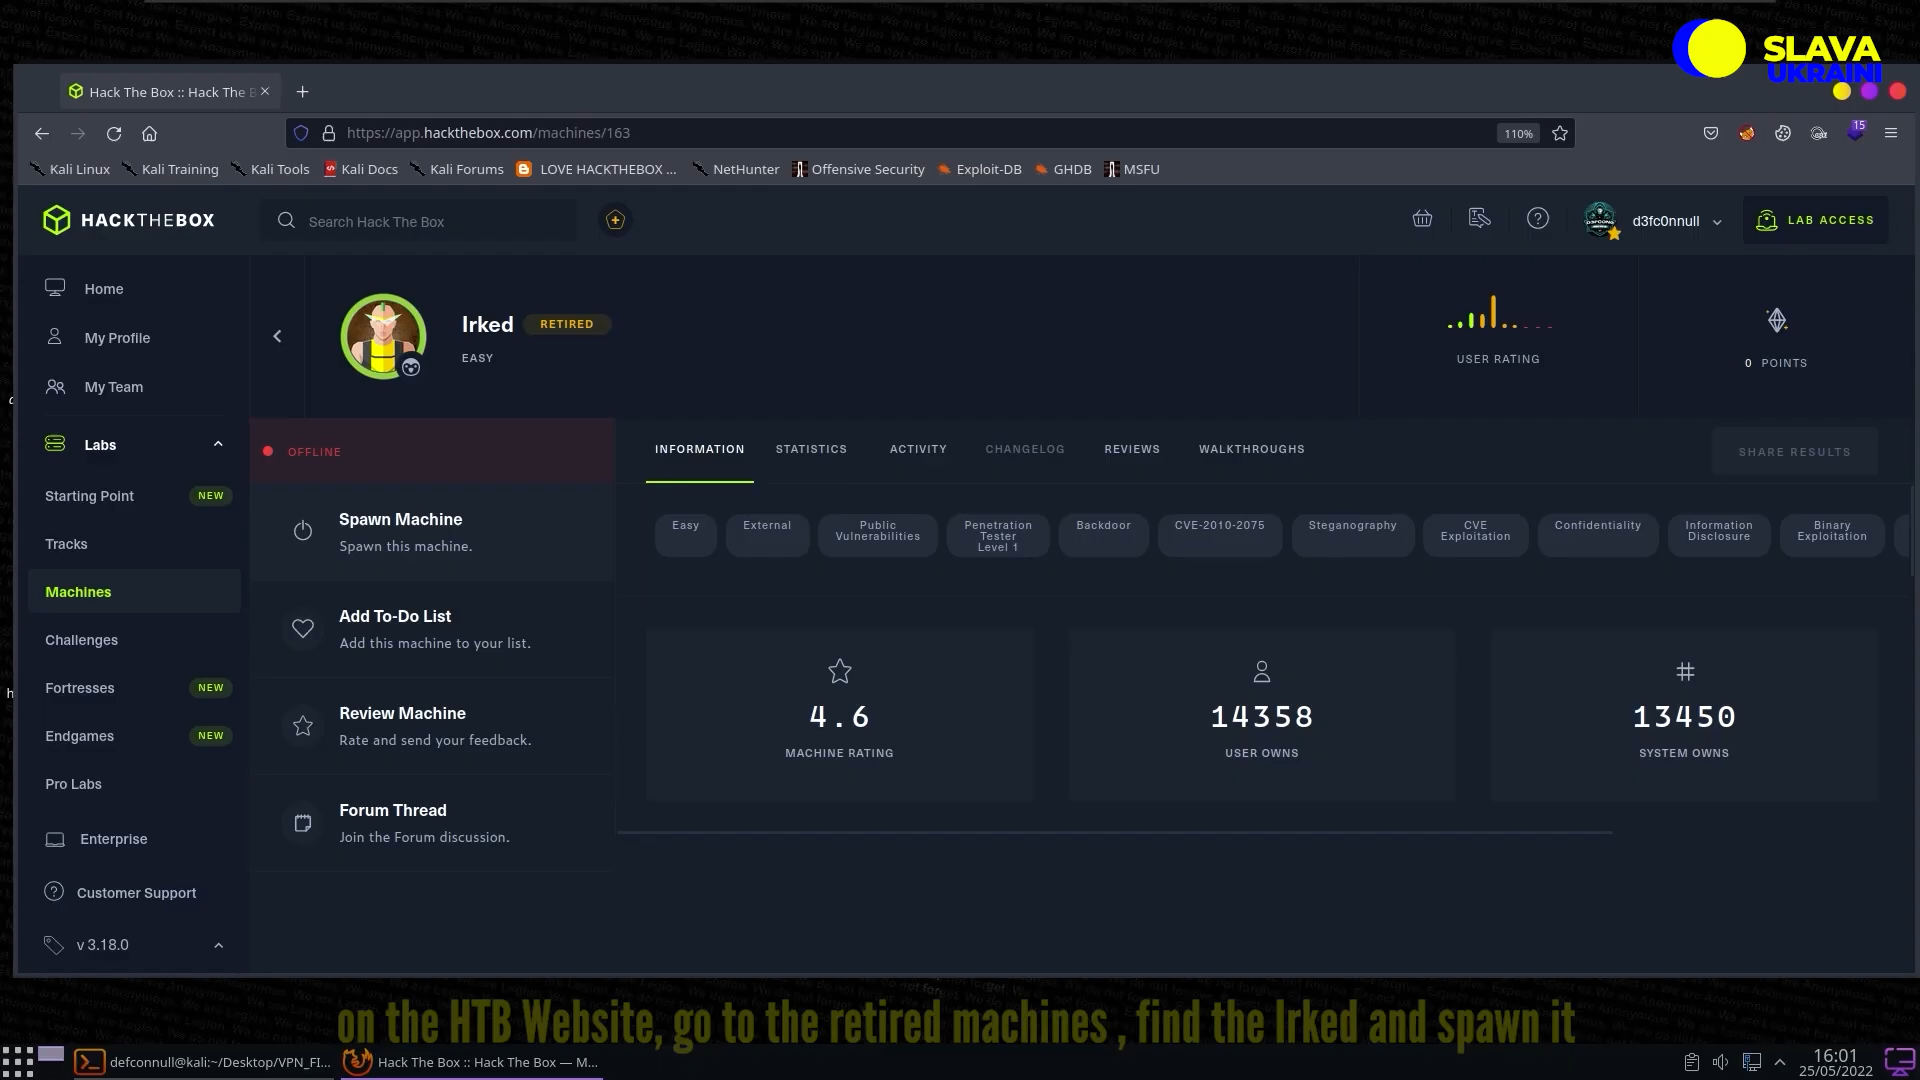 SLAVA
UKRAINI
Hack The Box :: Hack The B
https://app.hackthebox.com/machines/163
110%
15
Kali Linux
Kali Training
Kali Tools
Kali Docs
Kali Forums
LOVE HACKTHEBOX ...
NetHunter
Offensive Security
Exploit-DB
GHDB
MSFU
HACKTHEBOX
Search Hack The Box
d3fc0nnull
LAB ACCESS
Home
My Profile
My Team
Labs
Starting Point NEW
Tracks
Machines
Challenges
Fortresses NEW
Endgames NEW
Pro Labs
Enterprise
Customer Support
v 3.18.0
Irked RETIRED
EASY
USER RATING
0 POINTS
OFFLINE
Spawn Machine
Spawn this machine.
Add To-Do List
Add this machine to your list.
Review Machine
Rate and send your feedback.
Forum Thread
Join the Forum discussion.
INFORMATION
STATISTICS
ACTIVITY
CHANGELOG
REVIEWS
WALKTHROUGHS
SHARE RESULTS
Easy
External
Public
Vulnerabilities
Penetration
Tester
Level 1
Backdoor
CVE-2010-2075
Steganography
CVE
Exploitation
Confidentiality
Information
Disclosure
Binary
Exploitation
4.6
MACHINE RATING
14358
USER OWNS
13450
SYSTEM OWNS
on the HTB Website, go to the retired machines , find the Irked and spawn it
defconnull@kali:~/Desktop/VPN_FI...
Hack The Box :: Hack The Box — M...
16:01
25/05/2022